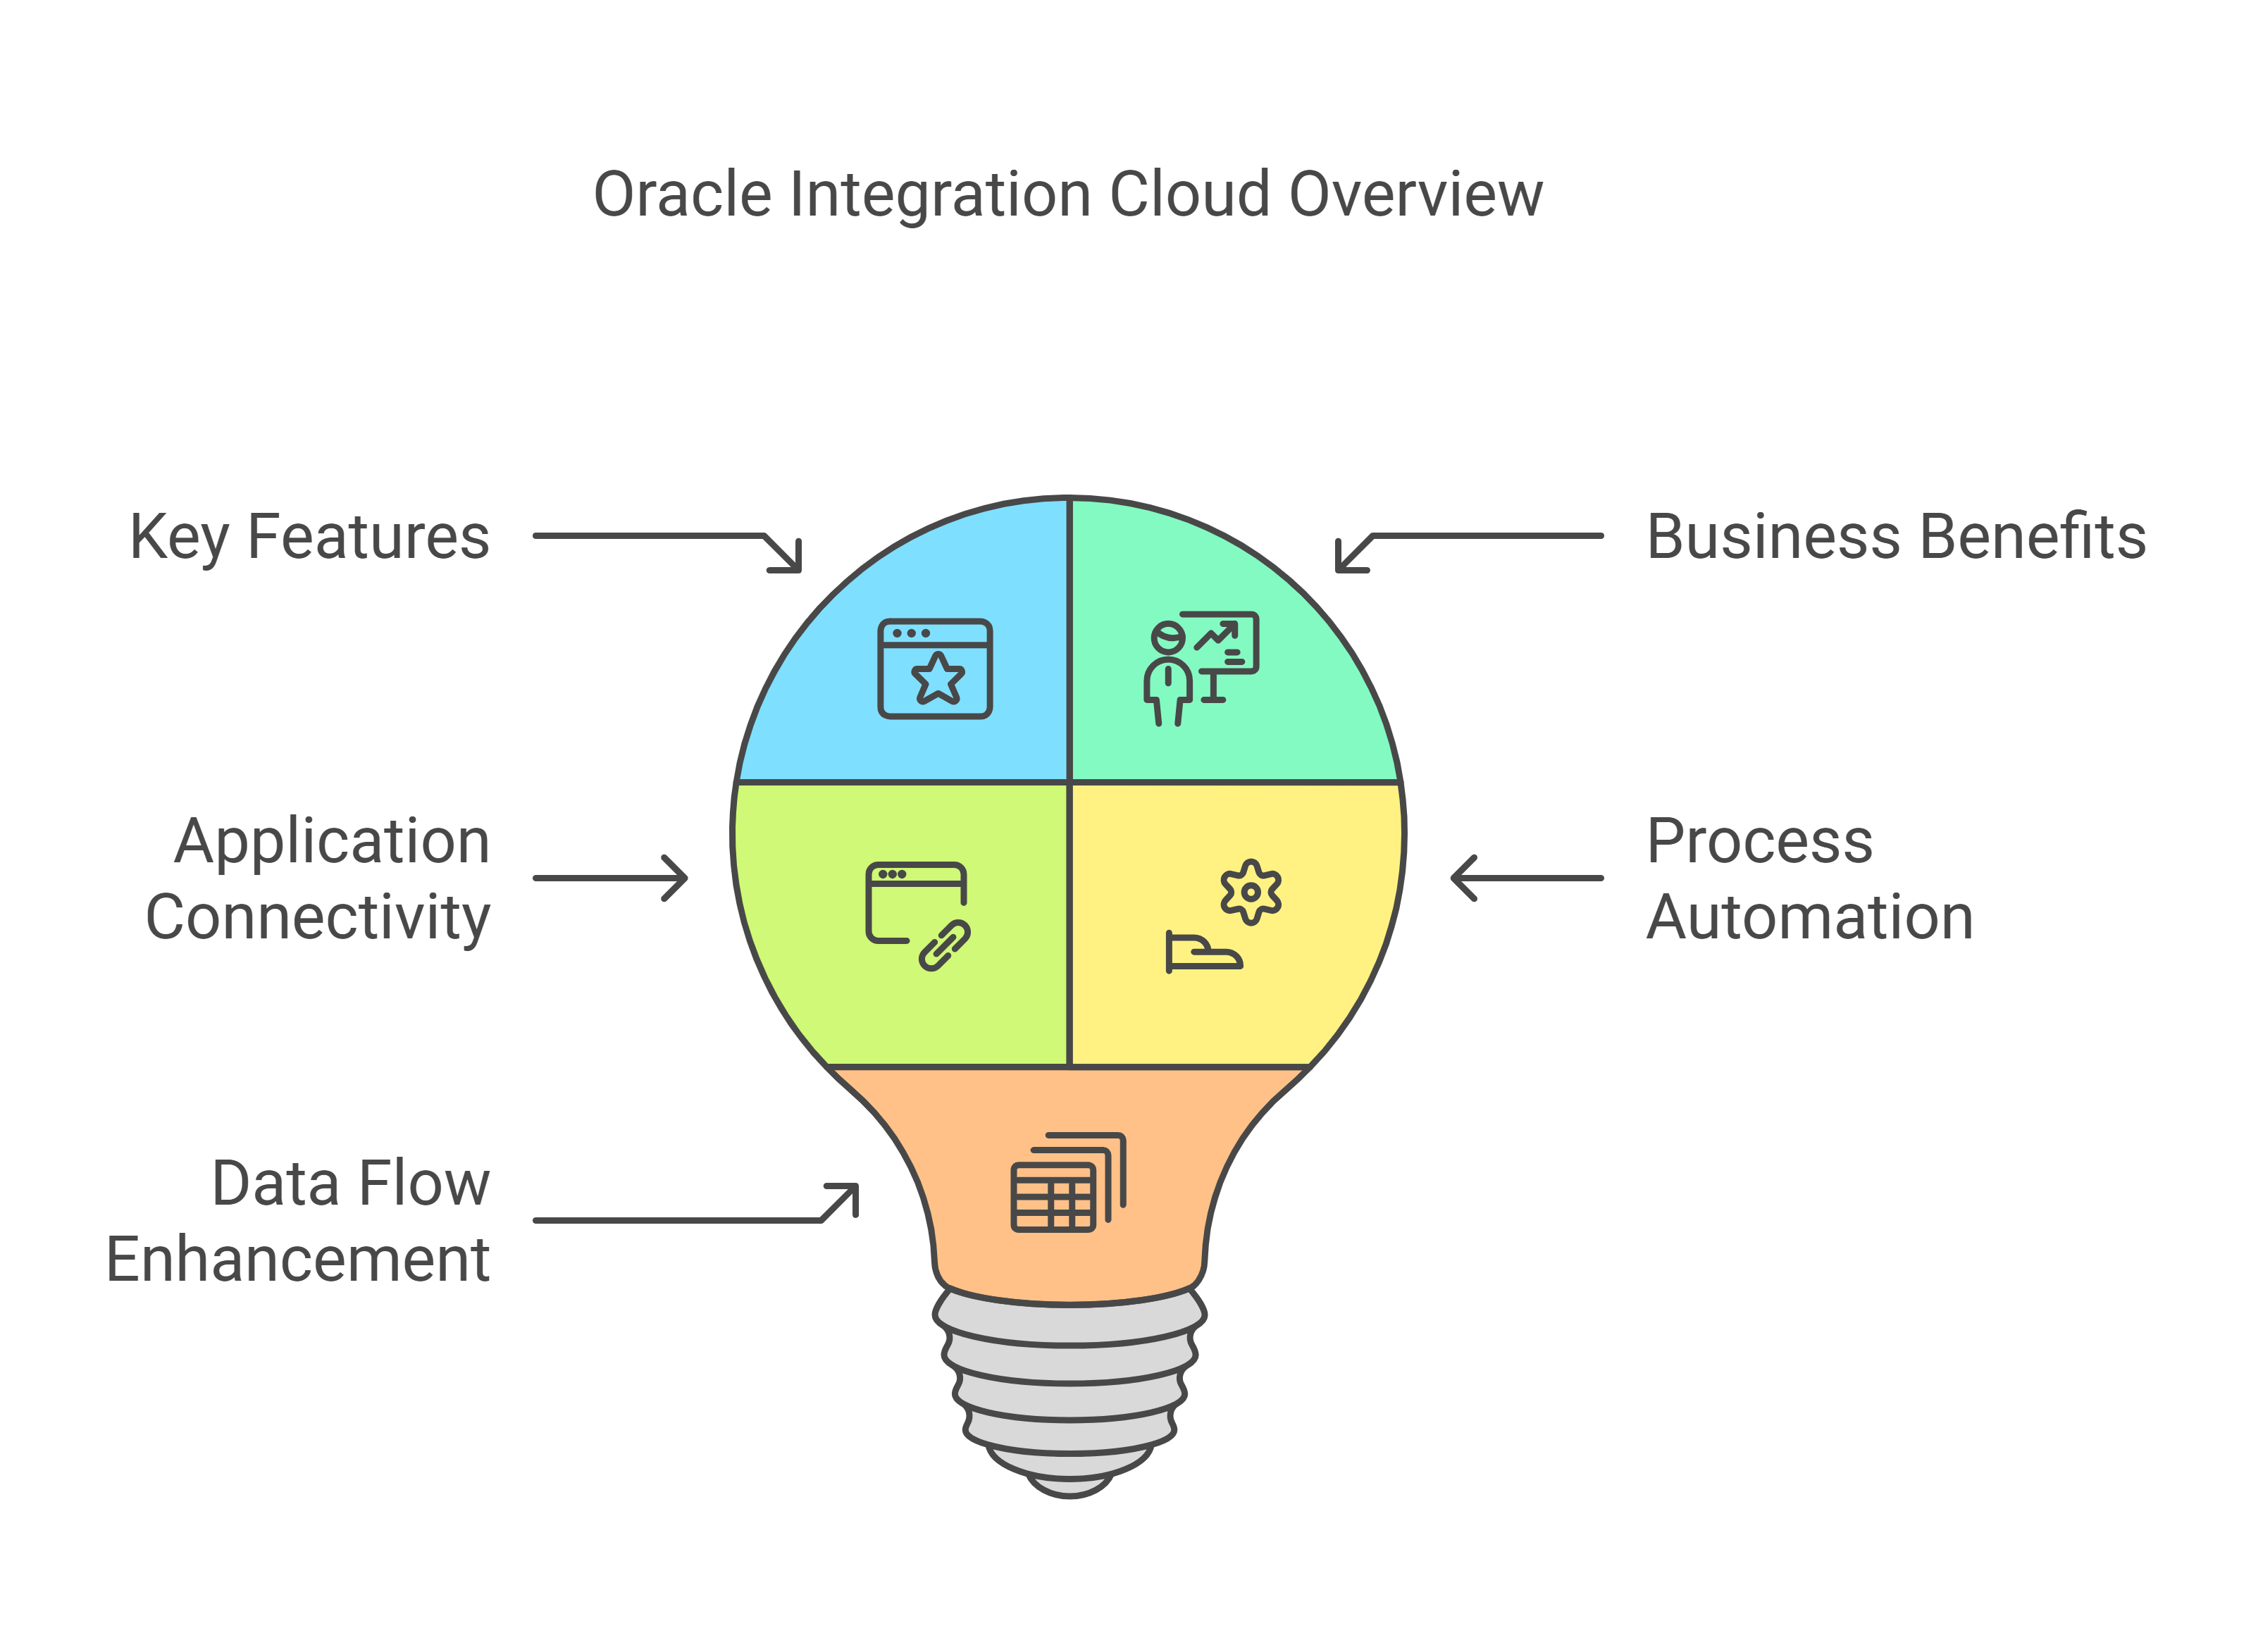 Oracle Integration Cloud Overview
Key Features
Business Benefits
Application
Connectivity
Process
Automation
Data Flow
Enhancement